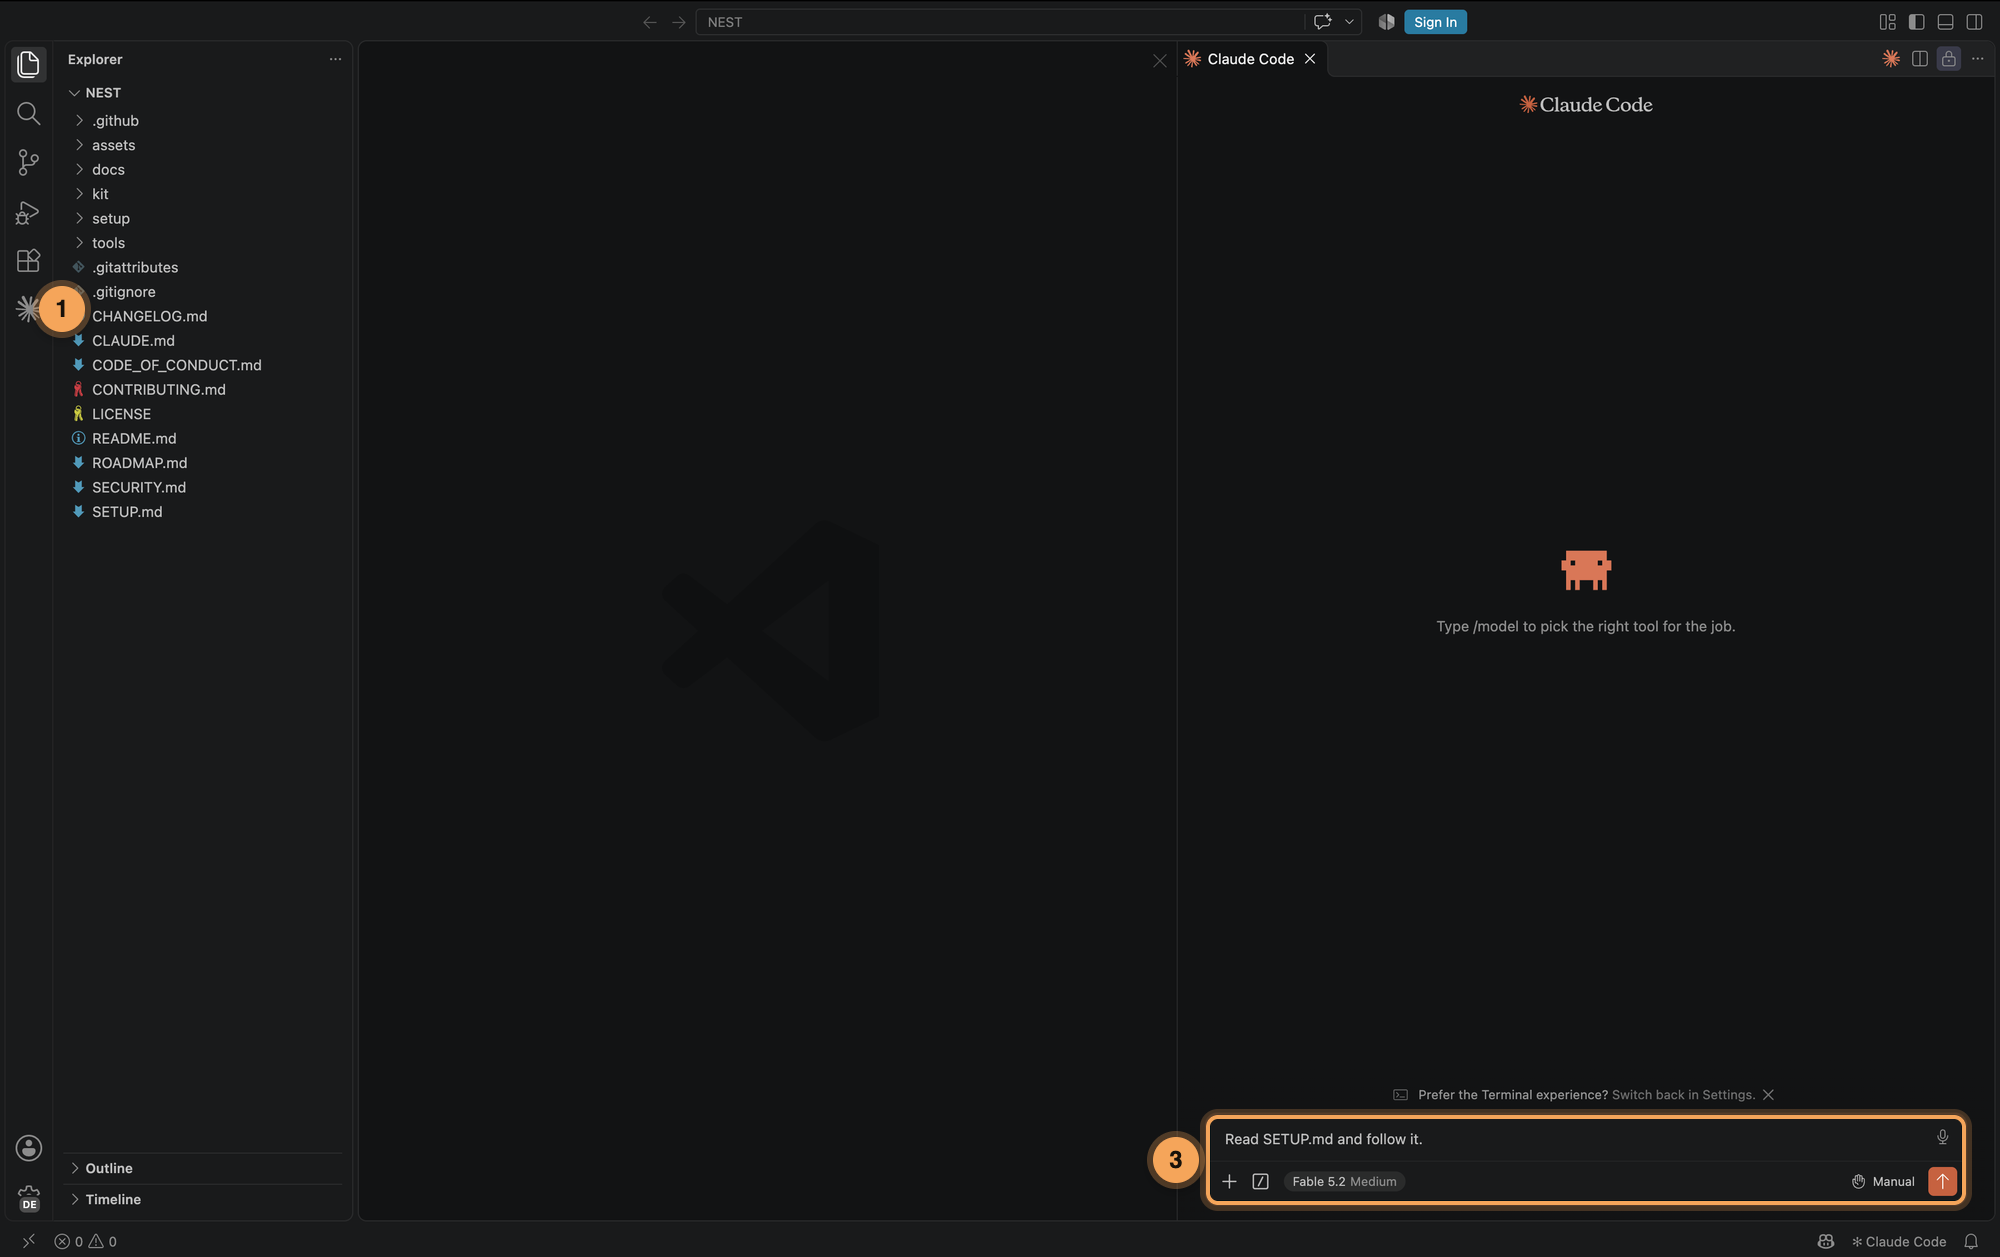 NEST
Sign In
Explorer
NEST
.github
assets
docs
kit
setup
tools
.gitattributes
.gitignore
1
CHANGELOG.md
CLAUDE.md
CODE_OF_CONDUCT.md
CONTRIBUTING.md
LICENSE
README.md
ROADMAP.md
SECURITY.md
SETUP.md
Outline
Timeline
DE
Claude Code
Claude Code
Type /model to pick the right tool for the job.
Prefer the Terminal experience? Switch back in Settings.
3
Read SETUP.md and follow it.
Fable 5.2 Medium
Manual
0 0
Claude Code